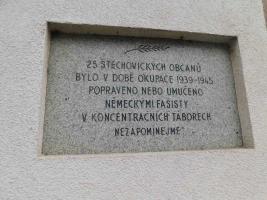 25 ŠTĚCHOVICKÝCH OBČANŮ
BYLO V DOBĚ OKUPACE 1939-1945
POPRAVENO NEBO UMUČENO
NĚMECKÝMI FAŠISTY
V KONCENTRAČNÍCH TÁBORECH
NEZAPOMÍNEJME